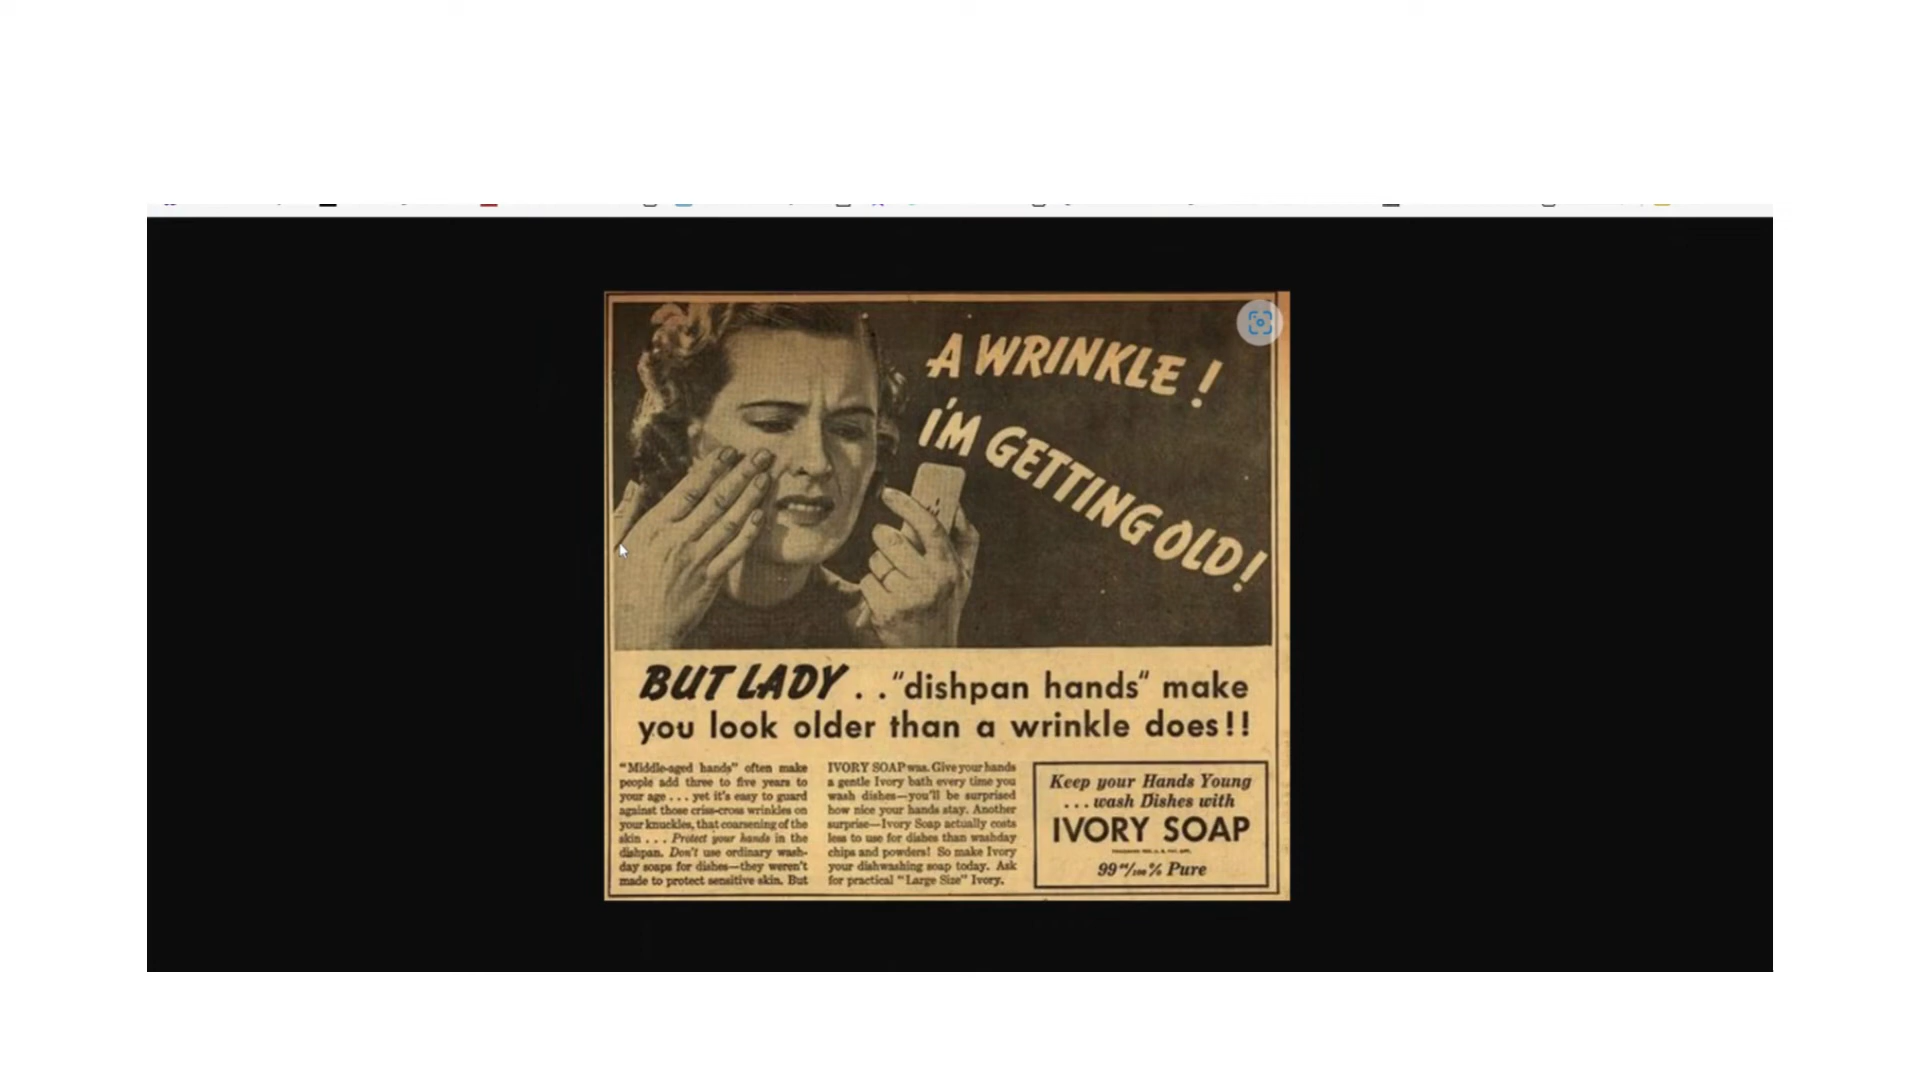 A WRINKLE!
I'M GETTING OLD!
BUT LADY . . "dishpan hands" make
you look older than a wrinkle does!!
"Middle-aged hands" often make
people add three to five years to
your age . . . yet it's easy to guard
against those criss-cross wrinkles on
your knuckles, that coarsening of the
skin . . . Protect your hands in the
dishpan. Don't use ordinary wash-
day soaps for dishes—they weren't
made to protect sensitive skin. But
IVORY SOAP was. Give your hands
a gentle Ivory bath every time you
wash dishes—you'll be surprised
how nice your hands stay. Another
surprise—Ivory Soap actually costs
less to use for dishes than washday
chips and powders! So make Ivory
your dishwashing soap today. Ask
for practical "Large Size" Ivory.
Keep your Hands Young
. . . wash Dishes with
IVORY SOAP
99 44/100 % Pure